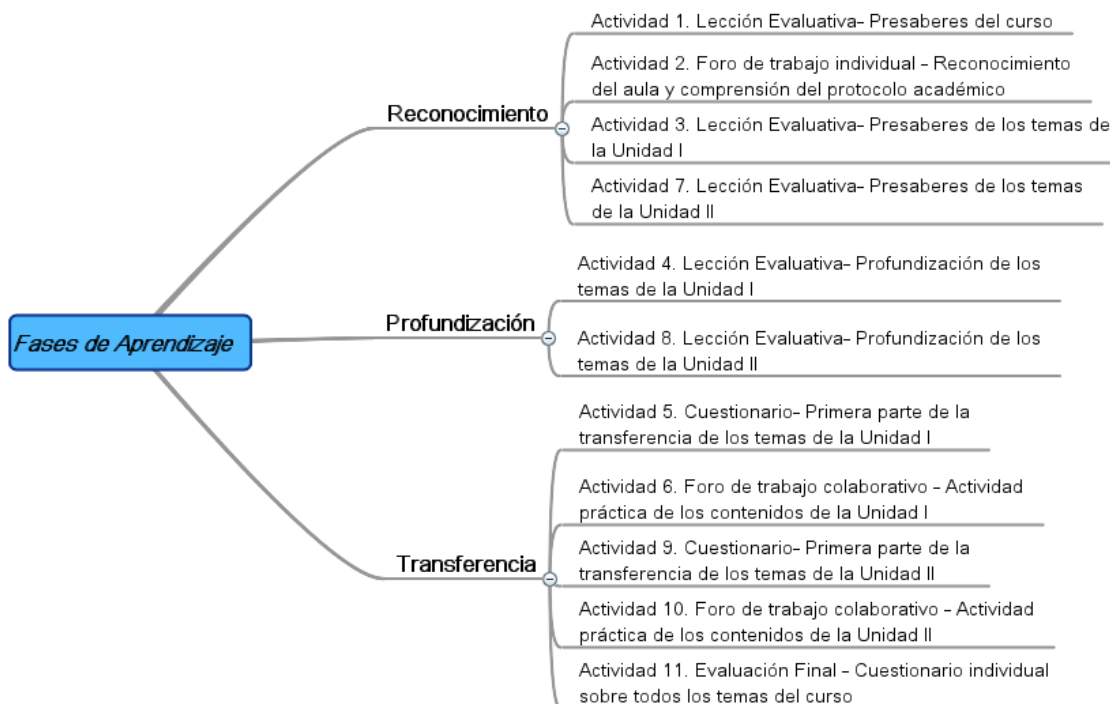 Fases de Aprendizaje
Reconocimiento
Actividad 1. Lección Evaluativa- Presaberes del curso
Actividad 2. Foro de trabajo individual - Reconocimiento
del aula y comprensión del protocolo académico
Actividad 3. Lección Evaluativa- Presaberes de los temas de
la Unidad I
Actividad 7. Lección Evaluativa- Presaberes de los temas
de la Unidad II
Profundización
Actividad 4. Lección Evaluativa- Profundización de los
temas de la Unidad I
Actividad 8. Lección Evaluativa- Profundización de los
temas de la Unidad II
Transferencia
Actividad 5. Cuestionario- Primera parte de la
transferencia de los temas de la Unidad I
Actividad 6. Foro de trabajo colaborativo - Actividad
práctica de los contenidos de la Unidad I
Actividad 9. Cuestionario- Primera parte de la
transferencia de los temas de la Unidad II
Actividad 10. Foro de trabajo colaborativo - Actividad
práctica de los contenidos de la Unidad II
Actividad 11. Evaluación Final - Cuestionario individual
sobre todos los temas del curso